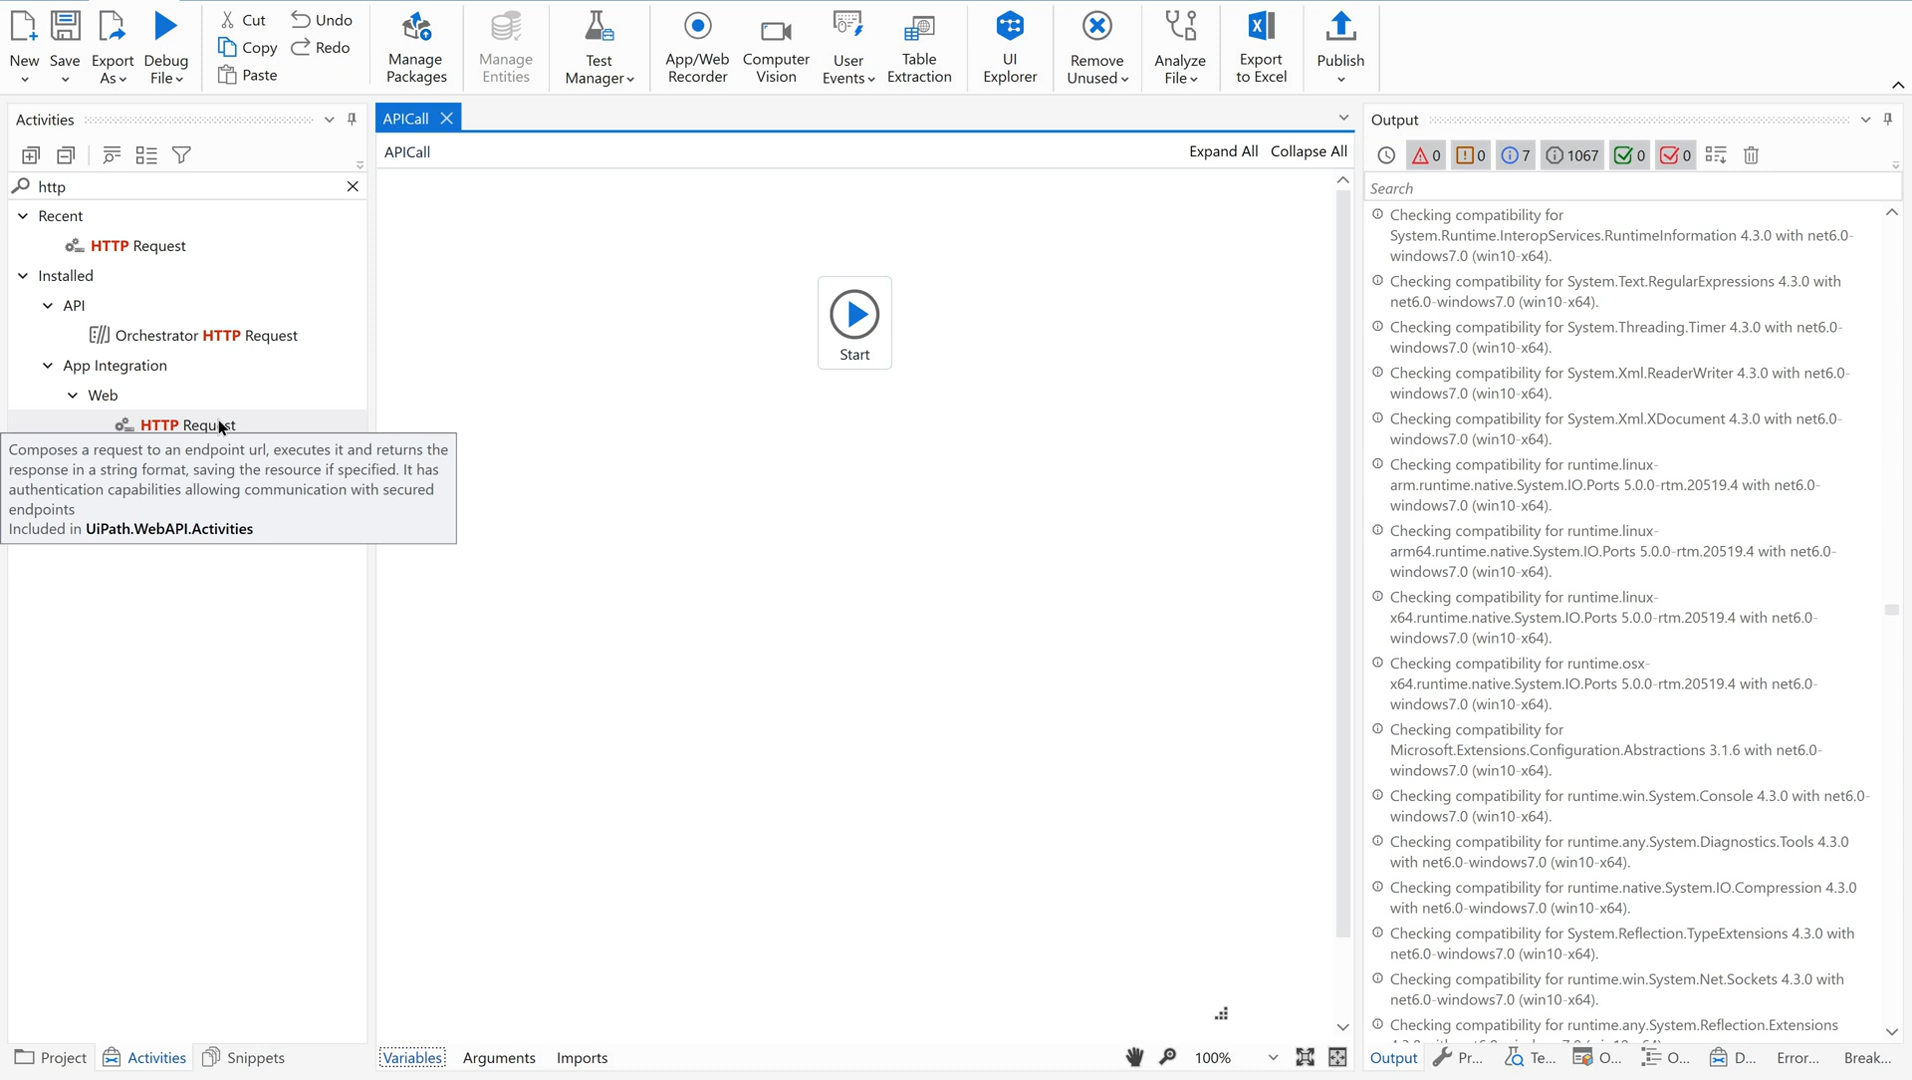 New
Save
Export As
Debug File
Cut
Copy
Paste
Undo
Redo
Manage Packages
Manage Entities
Test Manager
App/Web Recorder
Computer Vision
User Events
Table Extraction
UI Explorer
Remove Unused
Analyze File
Export to Excel
Publish
Activities
http
Recent
HTTP Request
Installed
API
Orchestrator HTTP Request
App Integration
Web
HTTP Request
Composes a request to an endpoint url, executes it and returns the
response in a string format, saving the resource if specified. It has
authentication capabilities allowing communication with secured
endpoints
Included in UiPath.WebAPI.Activities
Project
Activities
Snippets
APICall
APICall
Expand All
Collapse All
Start
Variables
Arguments
Imports
100%
Output
0
0
7
1067
0
0
Search
Checking compatibility for
System.Runtime.InteropServices.RuntimeInformation 4.3.0 with net6.0-
windows7.0 (win10-x64).
Checking compatibility for System.Text.RegularExpressions 4.3.0 with
net6.0-windows7.0 (win10-x64).
Checking compatibility for System.Threading.Timer 4.3.0 with net6.0-
windows7.0 (win10-x64).
Checking compatibility for System.Xml.ReaderWriter 4.3.0 with net6.0-
windows7.0 (win10-x64).
Checking compatibility for System.Xml.XDocument 4.3.0 with net6.0-
windows7.0 (win10-x64).
Checking compatibility for runtime.linux-
arm.runtime.native.System.IO.Ports 5.0.0-rtm.20519.4 with net6.0-
windows7.0 (win10-x64).
Checking compatibility for runtime.linux-
arm64.runtime.native.System.IO.Ports 5.0.0-rtm.20519.4 with net6.0-
windows7.0 (win10-x64).
Checking compatibility for runtime.linux-
x64.runtime.native.System.IO.Ports 5.0.0-rtm.20519.4 with net6.0-
windows7.0 (win10-x64).
Checking compatibility for runtime.osx-
x64.runtime.native.System.IO.Ports 5.0.0-rtm.20519.4 with net6.0-
windows7.0 (win10-x64).
Checking compatibility for
Microsoft.Extensions.Configuration.Abstractions 3.1.6 with net6.0-
windows7.0 (win10-x64).
Checking compatibility for runtime.win.System.Console 4.3.0 with net6.0-
windows7.0 (win10-x64).
Checking compatibility for runtime.any.System.Diagnostics.Tools 4.3.0
with net6.0-windows7.0 (win10-x64).
Checking compatibility for runtime.native.System.IO.Compression 4.3.0
with net6.0-windows7.0 (win10-x64).
Checking compatibility for System.Reflection.TypeExtensions 4.3.0 with
net6.0-windows7.0 (win10-x64).
Checking compatibility for runtime.win.System.Net.Sockets 4.3.0 with
net6.0-windows7.0 (win10-x64).
Checking compatibility for runtime.any.System.Reflection.Extensions
Output
Pr...
Te...
O...
O...
D...
Error...
Break...